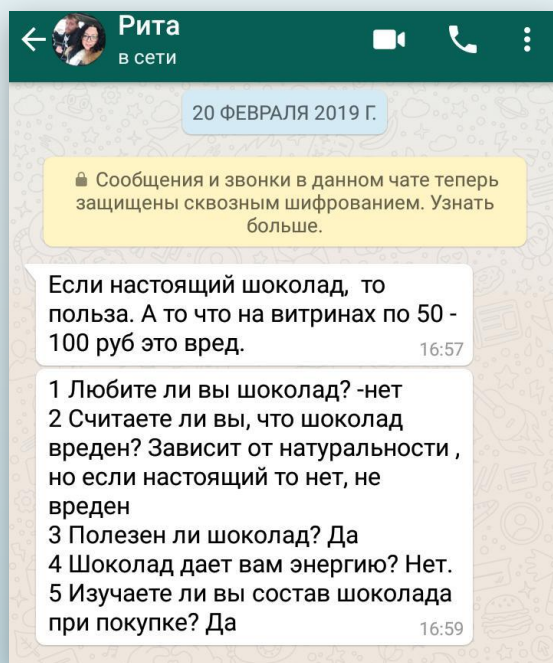 Рита
в сети
20 ФЕВРАЛЯ 2019 Г.
Сообщения и звонки в данном чате теперь
защищены сквозным шифрованием. Узнать
больше.
Если настоящий шоколад, то
польза. А то что на витринах по 50 -
100 руб это вред.
16:57
1 Любите ли вы шоколад? -нет
2 Считаете ли вы, что шоколад
вреден? Зависит от натуральности ,
но если настоящий то нет, не
вреден
3 Полезен ли шоколад? Да
4 Шоколад дает вам энергию? Нет.
5 Изучаете ли вы состав шоколада
при покупке? Да
16:59